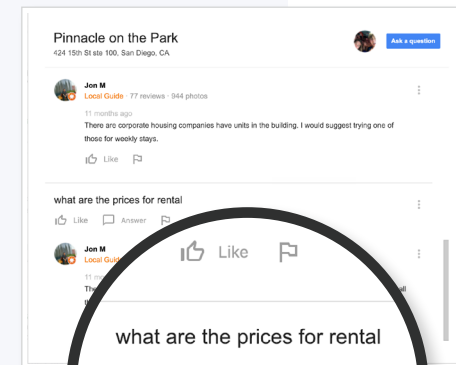 Pinnacle on the Park
424 15th St ste 100, San Diego, CA
Ask a question
Jon M
Local Guide · 77 reviews · 944 photos
11 months ago
There are corporate housing companies have units in the building. I would suggest trying one of
those for weekly stays.
Like
what are the prices for rental
Like Answer
Jon M
Local Guide
Like
what are the prices for rental